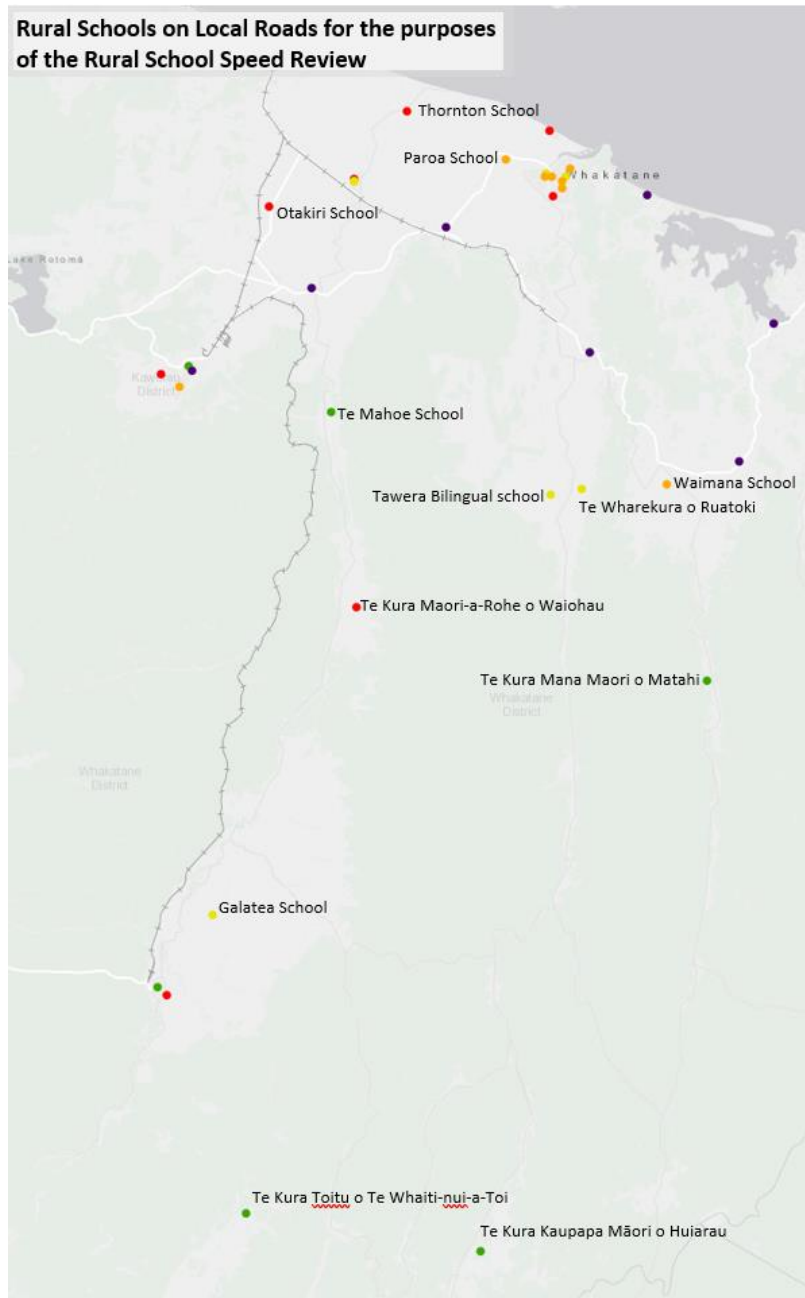 Rural Schools on Local Roads for the purposes
of the Rural School Speed Review
Thornton School
Paroa School
Whakatane
Otakiri School
Lake Rotoma
Kawerau
District
Te Mahoe School
Waimana School
Tawera Bilingual school
Te Wharekura o Ruatoki
Te Kura Maori-a-Rohe o Waiohau
Te Kura Mana Maori o Matahi
Whakatane
District
Whakatane
District
Galatea School
Te Kura Toitu o Te Whaiti-nui-a-Toi
Te Kura Kaupapa Māori o Huiarau